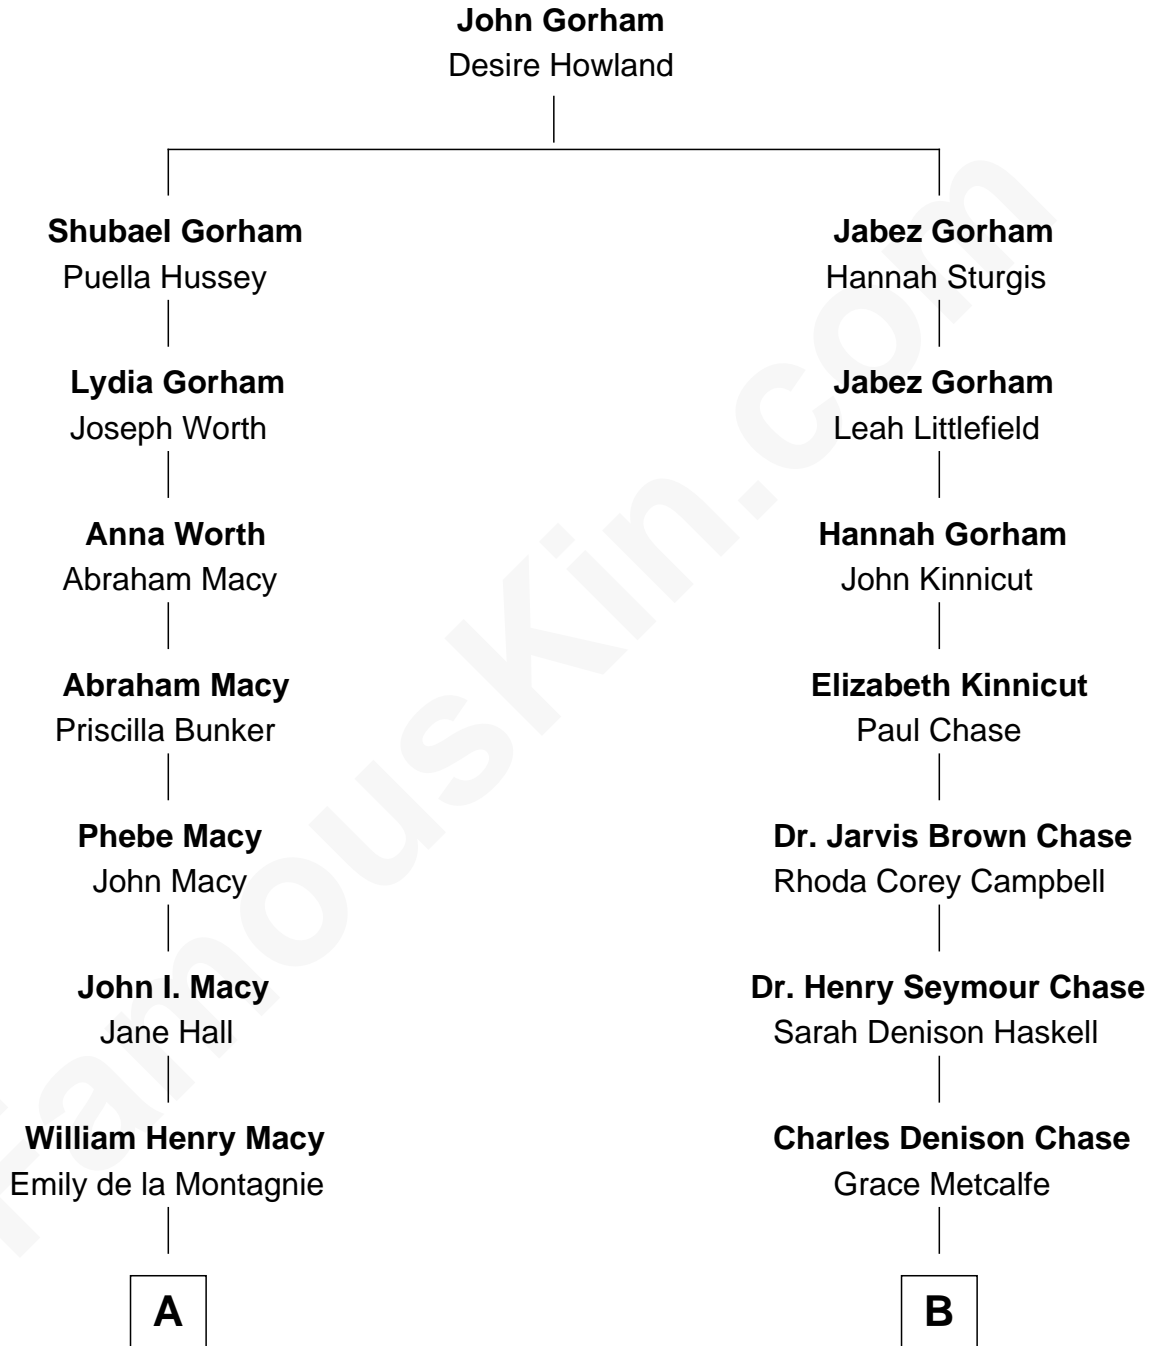 John Gorham
Desire Howland
Shubael Gorham
Puella Hussey
Jabez Gorham
Hannah Sturgis
Lydia Gorham
Joseph Worth
Jabez Gorham
Leah Littlefield
Anna Worth
Abraham Macy
Hannah Gorham
John Kinnicut
Abraham Macy
Priscilla Bunker
Elizabeth Kinnicut
Paul Chase
Phebe Macy
John Macy
Dr. Jarvis Brown Chase
Rhoda Corey Campbell
John I. Macy
Jane Hall
Dr. Henry Seymour Chase
Sarah Denison Haskell
William Henry Macy
Emily de la Montagnie
Charles Denison Chase
Grace Metcalfe
A
B
FamousKin.com